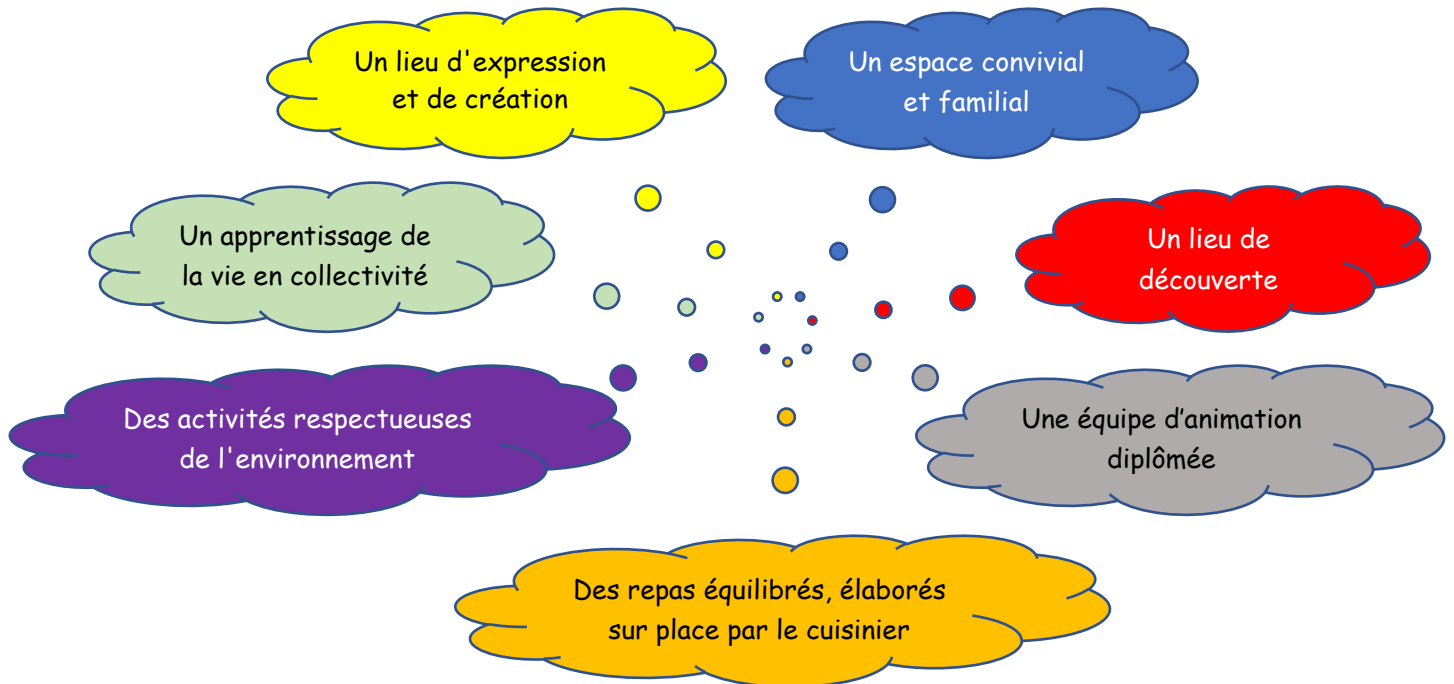 Un lieu d'expression
et de création
Un espace convivial
et familial
Un apprentissage de
la vie en collectivité
Un lieu de
découverte
Des activités respectueuses
de l'environnement
Une équipe d’animation
diplômée
Des repas équilibrés, élaborés
sur place par le cuisinier